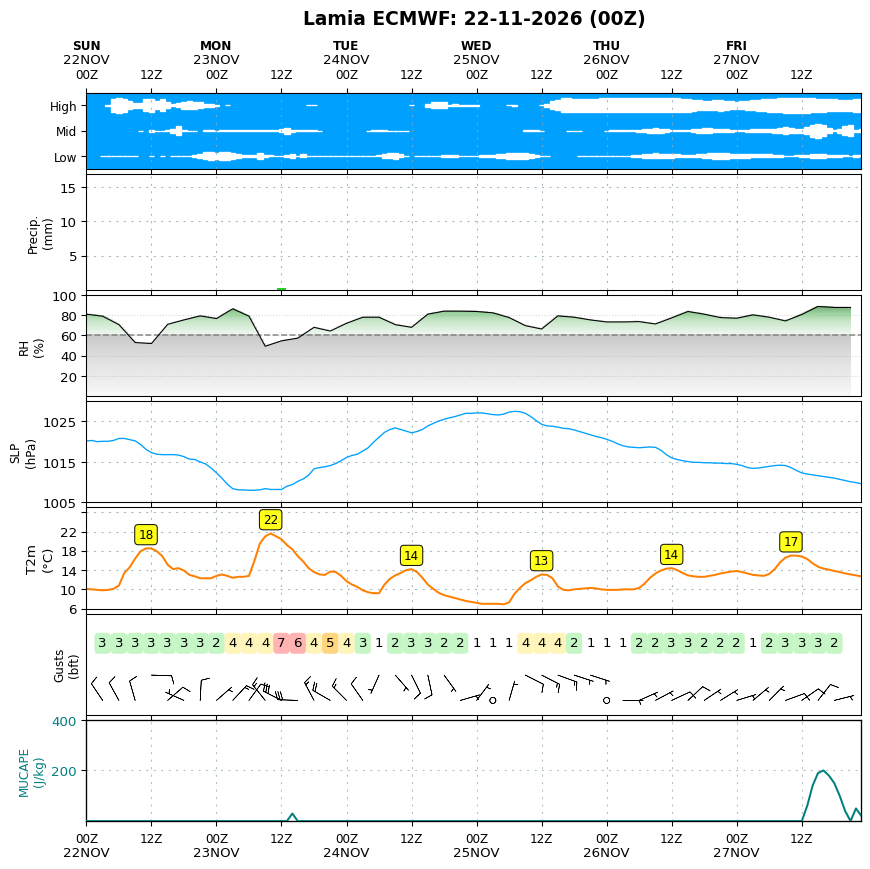 Lamia ECMWF: 22-11-2026 (00Z)
SUN MON TUE WED THU FRI
22NOV 23NOV 24NOV 25NOV 26NOV 27NOV
00Z 12Z 00Z 12Z 00Z 12Z 00Z 12Z 00Z 12Z 00Z 12Z
High
Mid
Low
Precip.
(mm)
15
10
5
RH
(%)
100
80
60
40
20
SLP
(hPa)
1025
1015
1005
T2m
(°C)
22
18
14
10
6
18 22 14 13 14 17
Gusts
(bft)
3 3 3 3 3 3 3 2 4 4 4 7 6 4 5 4 3 1 2 3 3 2 2 1 1 1 4 4 4 2 1 1 1 2 2 3 3 2 2 2 1 2 3 3 3 2
MUCAPE
(J/kg)
400
200
00Z 12Z 00Z 12Z 00Z 12Z 00Z 12Z 00Z 12Z 00Z 12Z
22NOV 23NOV 24NOV 25NOV 26NOV 27NOV